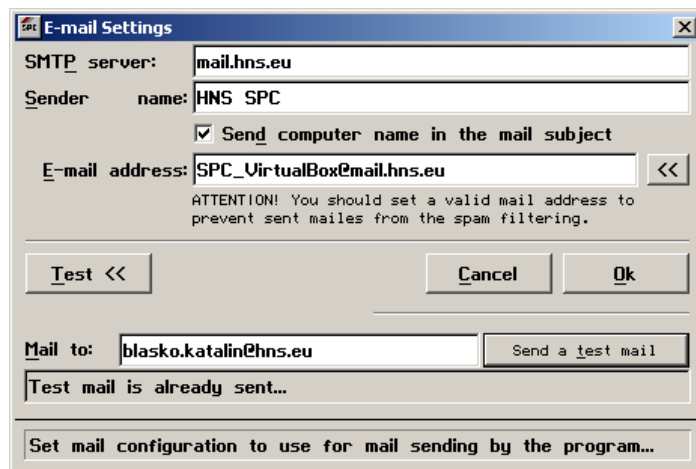 SPC E-mail Settings
SMTP server: mail.hns.eu
Sender name: HNS SPC
Send computer name in the mail subject
E-mail address: SPC_VirtualBox@mail.hns.eu <<
ATTENTION! You should set a valid mail address to
prevent sent mailes from the spam filtering.
Test << Cancel Ok
Mail to: blasko.katalin@hns.eu Send a test mail
Test mail is already sent...
Set mail configuration to use for mail sending by the program...